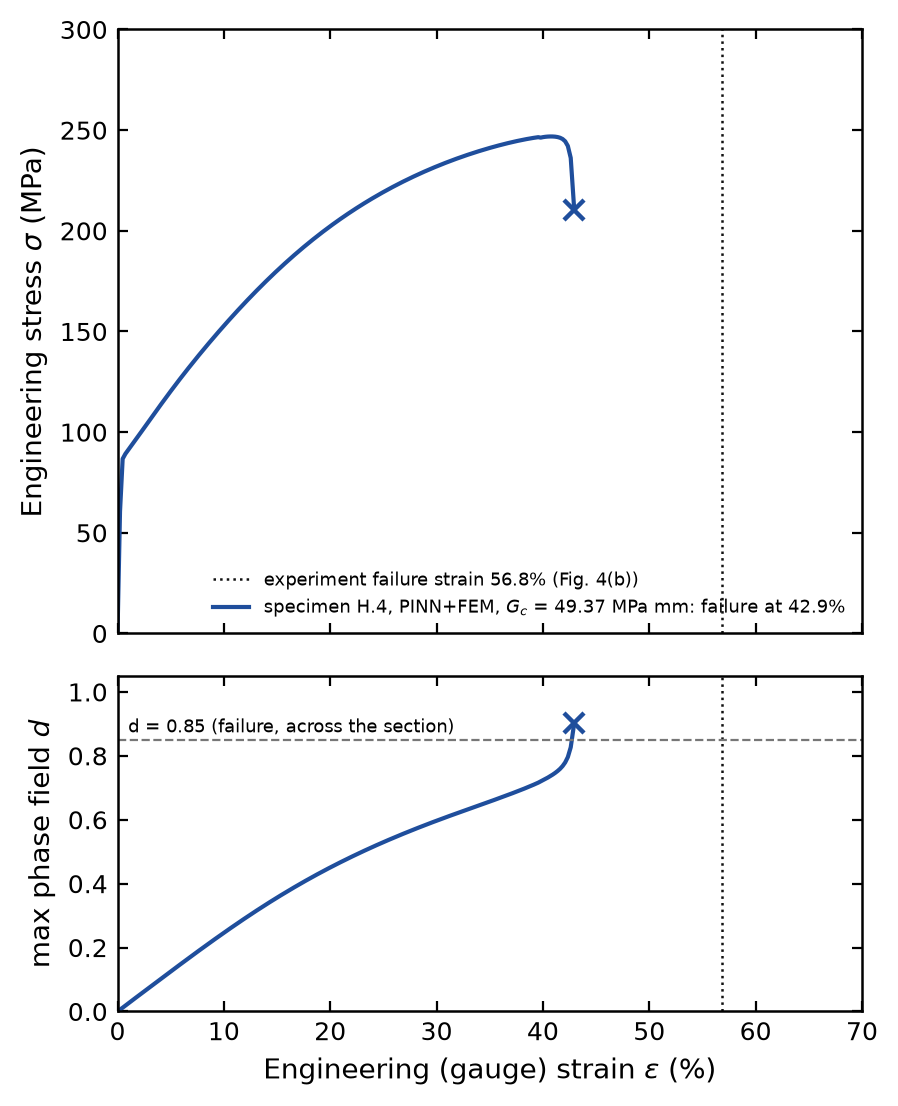 300
250
200
150
100
50
0
Engineering stress σ (MPa)
experiment failure strain 56.8% (Fig. 4(b))
specimen H.4, PINN+FEM, G_c = 49.37 MPa mm: failure at 42.9%
1.0
0.8
0.6
0.4
0.2
0.0
max phase field d
d = 0.85 (failure, across the section)
0 10 20 30 40 50 60 70
Engineering (gauge) strain ε (%)